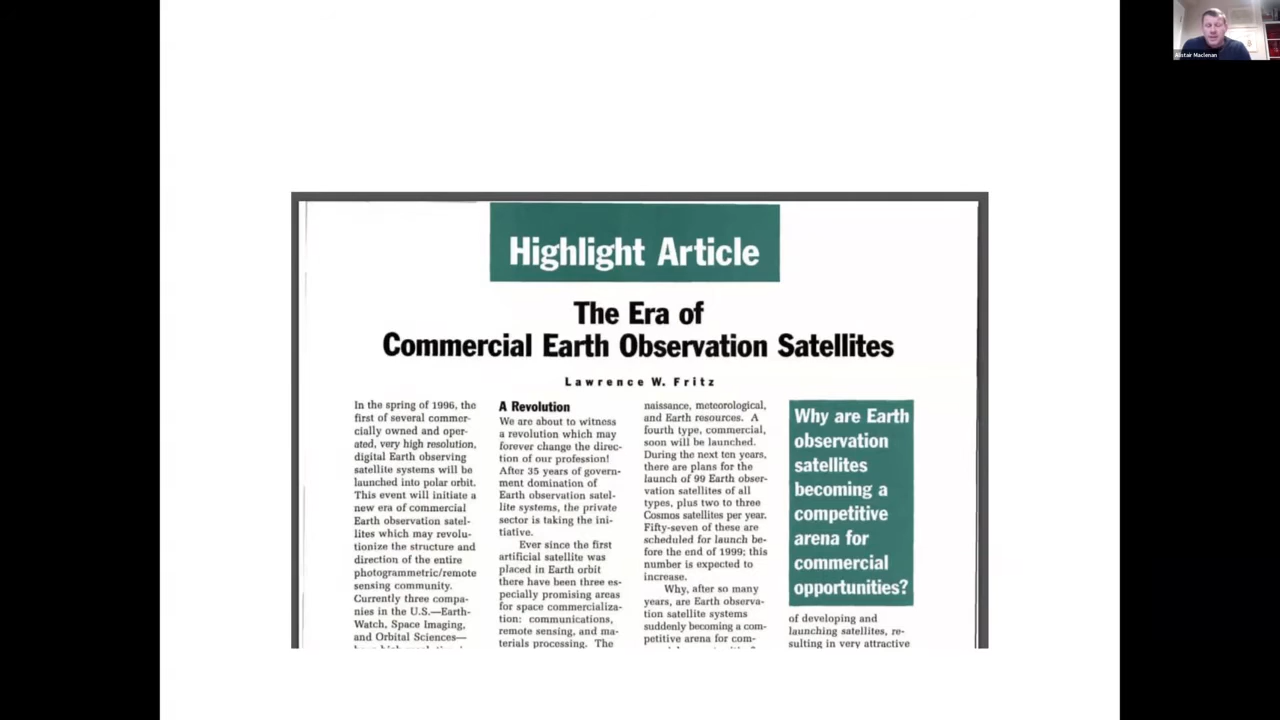 Alistair Maclenan
Highlight Article
The Era of
Commercial Earth Observation Satellites
Lawrence W. Fritz
In the spring of 1996, the
first of several commer-
cially owned and oper-
ated, very high resolution,
digital Earth observing
satellite systems will be
launched into polar orbit.
This event will initiate a
new era of commercial
Earth observation satel-
lites which may revolu-
tionize the structure and
direction of the entire
photogrammetric/remote
sensing community.
Currently three compa-
nies in the U.S.—Earth-
Watch, Space Imaging,
and Orbital Sciences—
A Revolution
We are about to witness
a revolution which may
forever change the direc-
tion of our profession!
After 35 years of govern-
ment domination of
Earth observation satel-
lite systems, the private
sector is taking the ini-
tiative.
Ever since the first
artificial satellite was
placed in Earth orbit
there have been three es-
pecially promising areas
for space commercializa-
tion: communications,
remote sensing, and ma-
terials processing. The
naissance, meteorological,
and Earth resources. A
fourth type, commercial,
soon will be launched.
During the next ten years,
there are plans for the
launch of 99 Earth obser-
vation satellites of all
types, plus two to three
Cosmos satellites per year.
Fifty-seven of these are
scheduled for launch be-
fore the end of 1999; this
number is expected to
increase.
Why, after so many
years, are Earth observa-
tion satellite systems
suddenly becoming a com-
petitive arena for com-
Why are Earth
observation
satellites
becoming a
competitive
arena for
commercial
opportunities?
of developing and
launching satellites, re-
sulting in very attractive